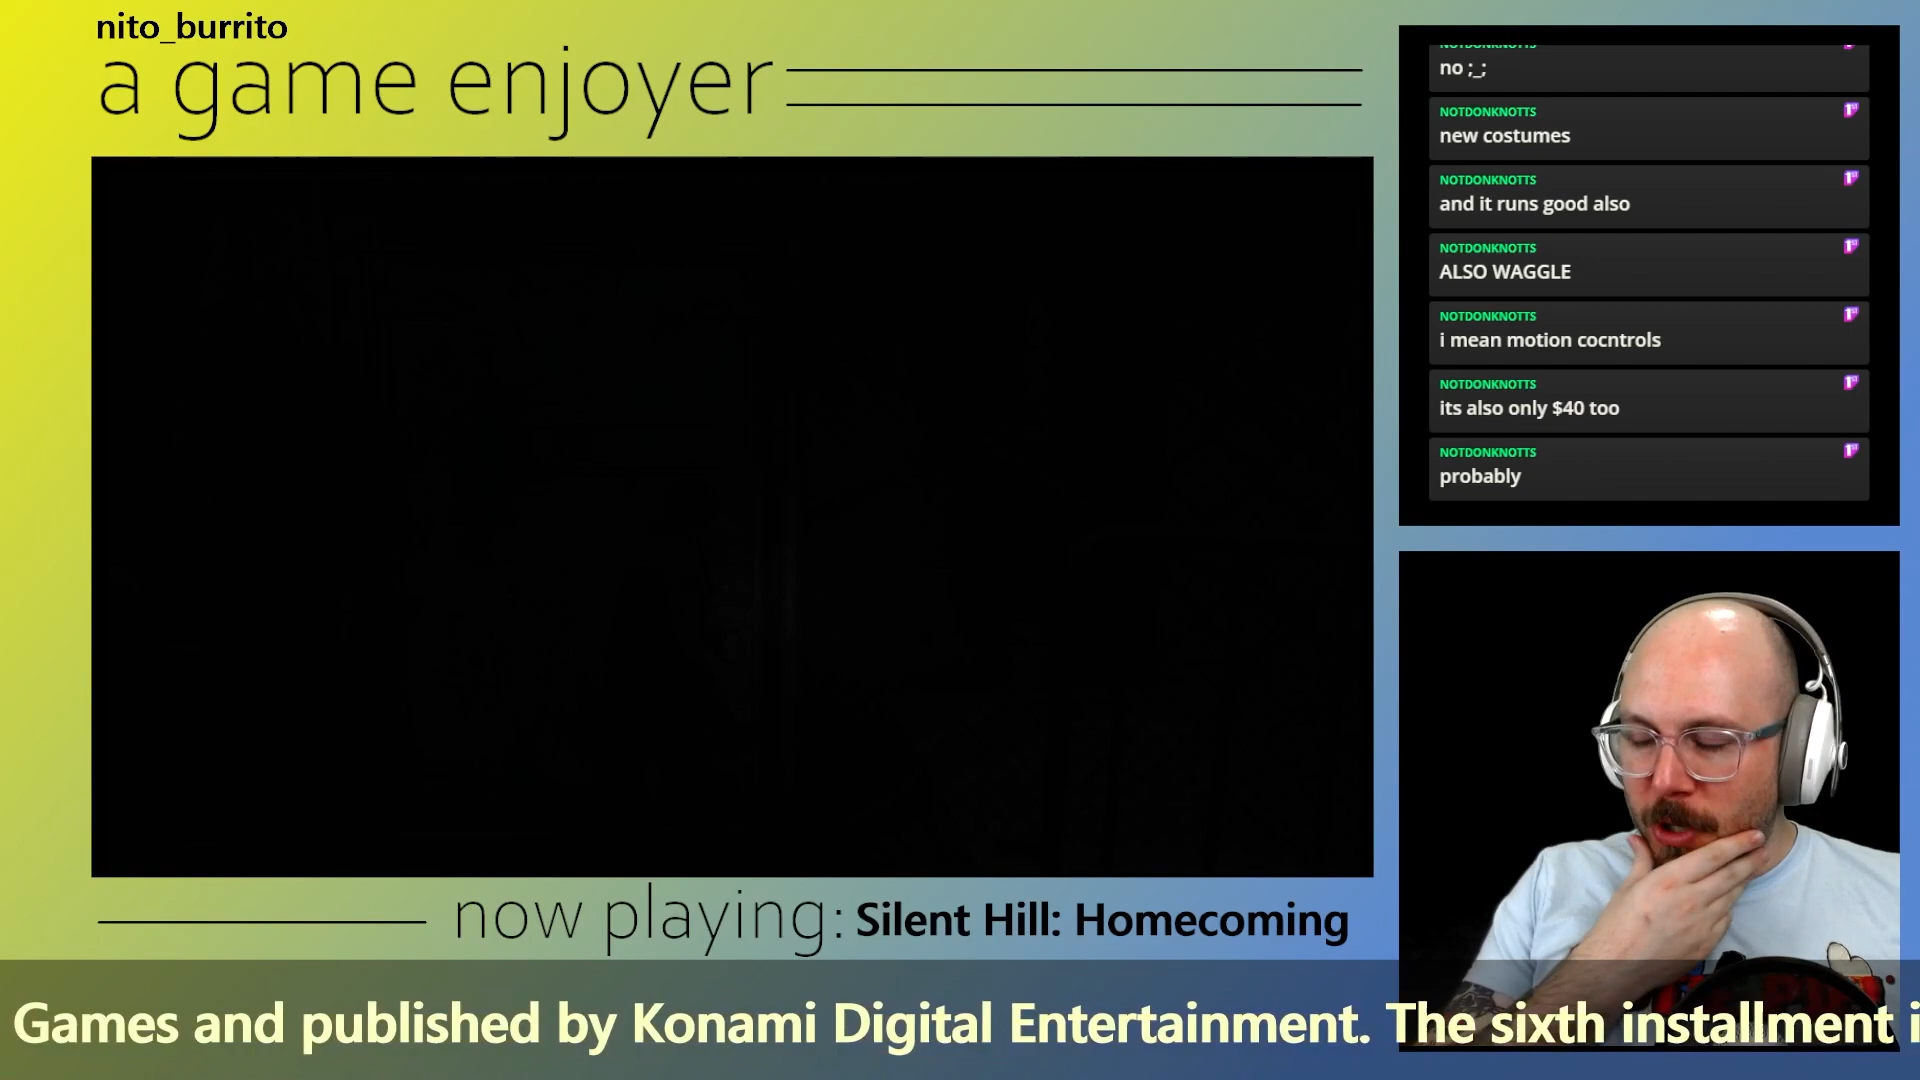 nito_burrito
a game enjoyer
NOTDONKNOTTS
no ;_;
NOTDONKNOTTS
new costumes
NOTDONKNOTTS
and it runs good also
NOTDONKNOTTS
ALSO WAGGLE
NOTDONKNOTTS
i mean motion cocntrols
NOTDONKNOTTS
its also only $40 too
NOTDONKNOTTS
probably
now playing: Silent Hill: Homecoming
Games and published by Konami Digital Entertainment. The sixth installment i